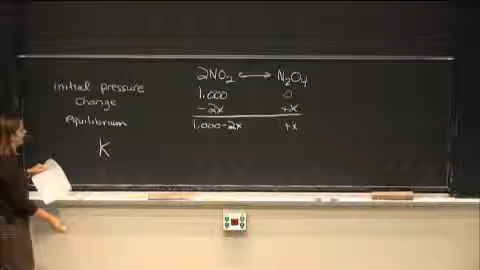 2NO₂ ⟷ N₂O₄
initial pressure 1.000 0
change -2x +x
equilibrium 1.000-2x +x
K